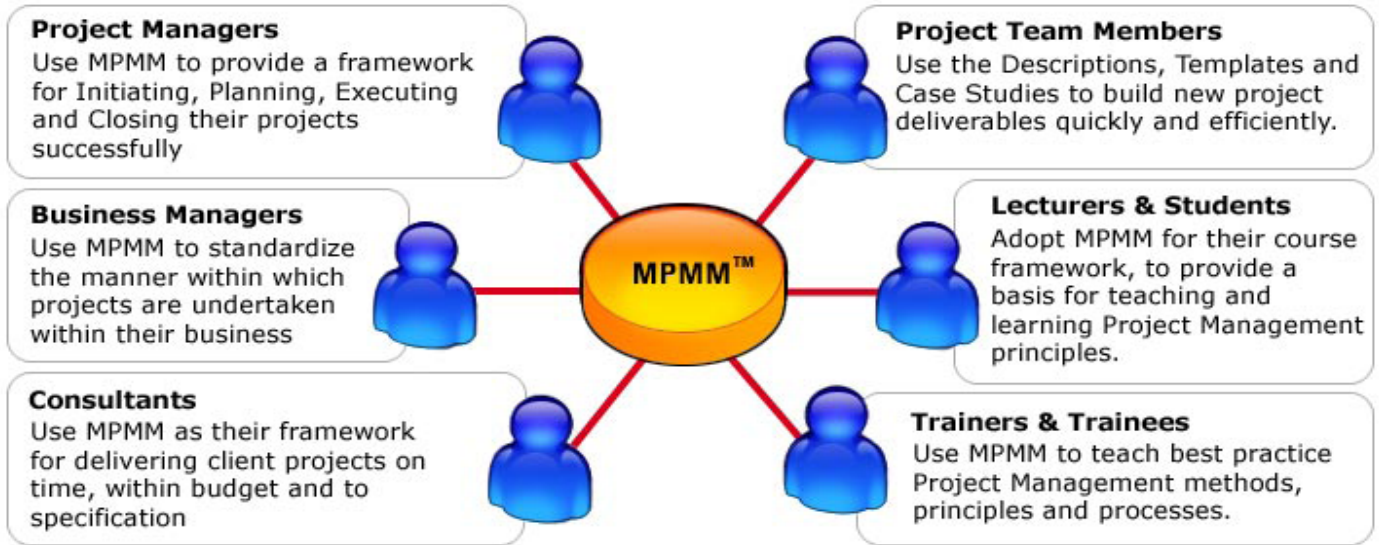 Project Managers
Use MPMM to provide a framework
for Initiating, Planning, Executing
and Closing their projects
successfully
Business Managers
Use MPMM to standardize
the manner within which
projects are undertaken
within their business
Consultants
Use MPMM as their framework
for delivering client projects on
time, within budget and to
specification
MPMM™
Project Team Members
Use the Descriptions, Templates and
Case Studies to build new project
deliverables quickly and efficiently.
Lecturers & Students
Adopt MPMM for their course
framework, to provide a
basis for teaching and
learning Project Management
principles.
Trainers & Trainees
Use MPMM to teach best practice
Project Management methods,
principles and processes.